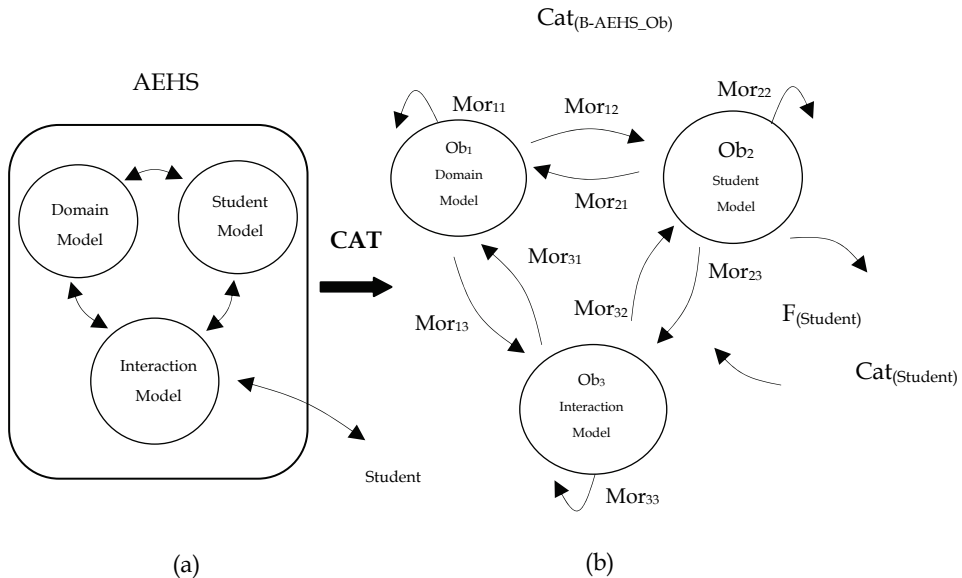 Cat(B-AEHS_Ob)
AEHS
Domain
Model
Student
Model
Interaction
Model
Student
(a)
CAT
Mor11
Mor12
Mor22
Ob1
Domain
Model
Ob2
Student
Model
Mor21
Mor31
Mor23
Mor13
Mor32
F(Student)
Cat(Student)
Ob3
Interaction
Model
Mor33
(b)